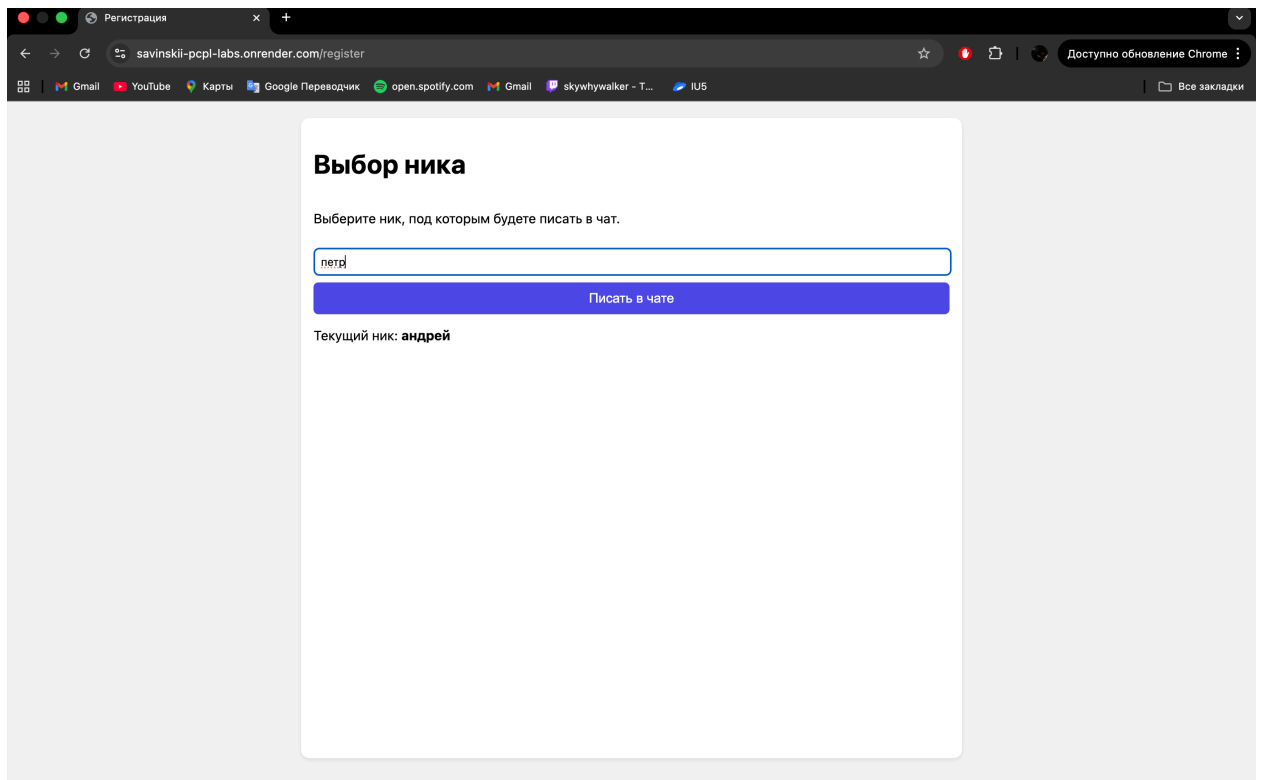 Регистрация
savinskii-pcpl-labs.onrender.com/register
Доступно обновление Chrome
Gmail YouTube Карты Google Переводчик open.spotify.com Gmail skywhywalker - T... IU5 Все закладки
Выбор ника
Выберите ник, под которым будете писать в чат.
петр
Писать в чате
Текущий ник: андрей